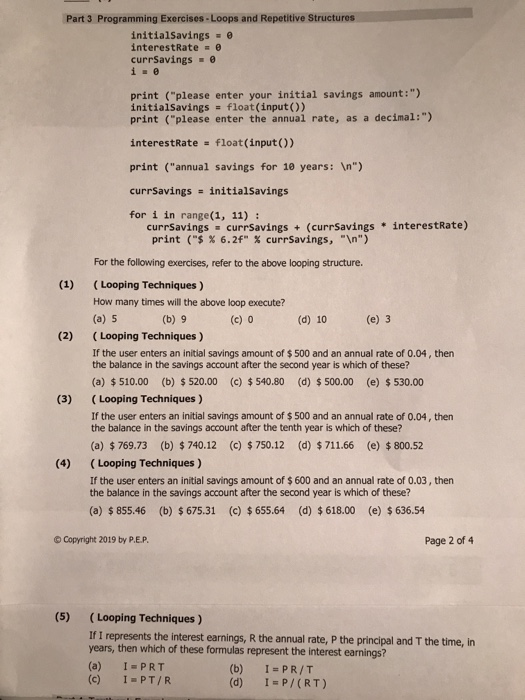 Part 3 Programming Exercises - Loops and Repetitive Structures
initialSavings = 0
interestRate = 0
currSavings = 0
i = 0
print ("please enter your initial savings amount:")
initialSavings = float(input())
print ("please enter the annual rate, as a decimal:")
interestRate = float(input())
print ("annual savings for 10 years: \n")
currSavings = initialSavings
for i in range(1, 11) :
currSavings = currSavings + (currSavings * interestRate)
print ("$ % 6.2f" % currSavings, "\n")
For the following exercises, refer to the above looping structure.
(1) ( Looping Techniques )
How many times will the above loop execute?
(a) 5 (b) 9 (c) 0 (d) 10 (e) 3
(2) ( Looping Techniques )
If the user enters an initial savings amount of $ 500 and an annual rate of 0.04, then
the balance in the savings account after the second year is which of these?
(a) $ 510.00 (b) $ 520.00 (c) $ 540.80 (d) $ 500.00 (e) $ 530.00
(3) ( Looping Techniques )
If the user enters an initial savings amount of $ 500 and an annual rate of 0.04, then
the balance in the savings account after the tenth year is which of these?
(a) $ 769.73 (b) $ 740.12 (c) $ 750.12 (d) $ 711.66 (e) $ 800.52
(4) ( Looping Techniques )
If the user enters an initial savings amount of $ 600 and an annual rate of 0.03, then
the balance in the savings account after the second year is which of these?
(a) $ 855.46 (b) $ 675.31 (c) $ 655.64 (d) $ 618.00 (e) $ 636.54
© Copyright 2019 by P.E.P. Page 2 of 4
(5) ( Looping Techniques )
If I represents the interest earnings, R the annual rate, P the principal and T the time, in
years, then which of these formulas represent the interest earnings?
(a) I = PRT (b) I = PR/T
(c) I = PT/R (d) I = P/(RT)